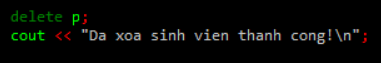 delete p;
cout << "Da xoa sinh vien thanh cong!\n";